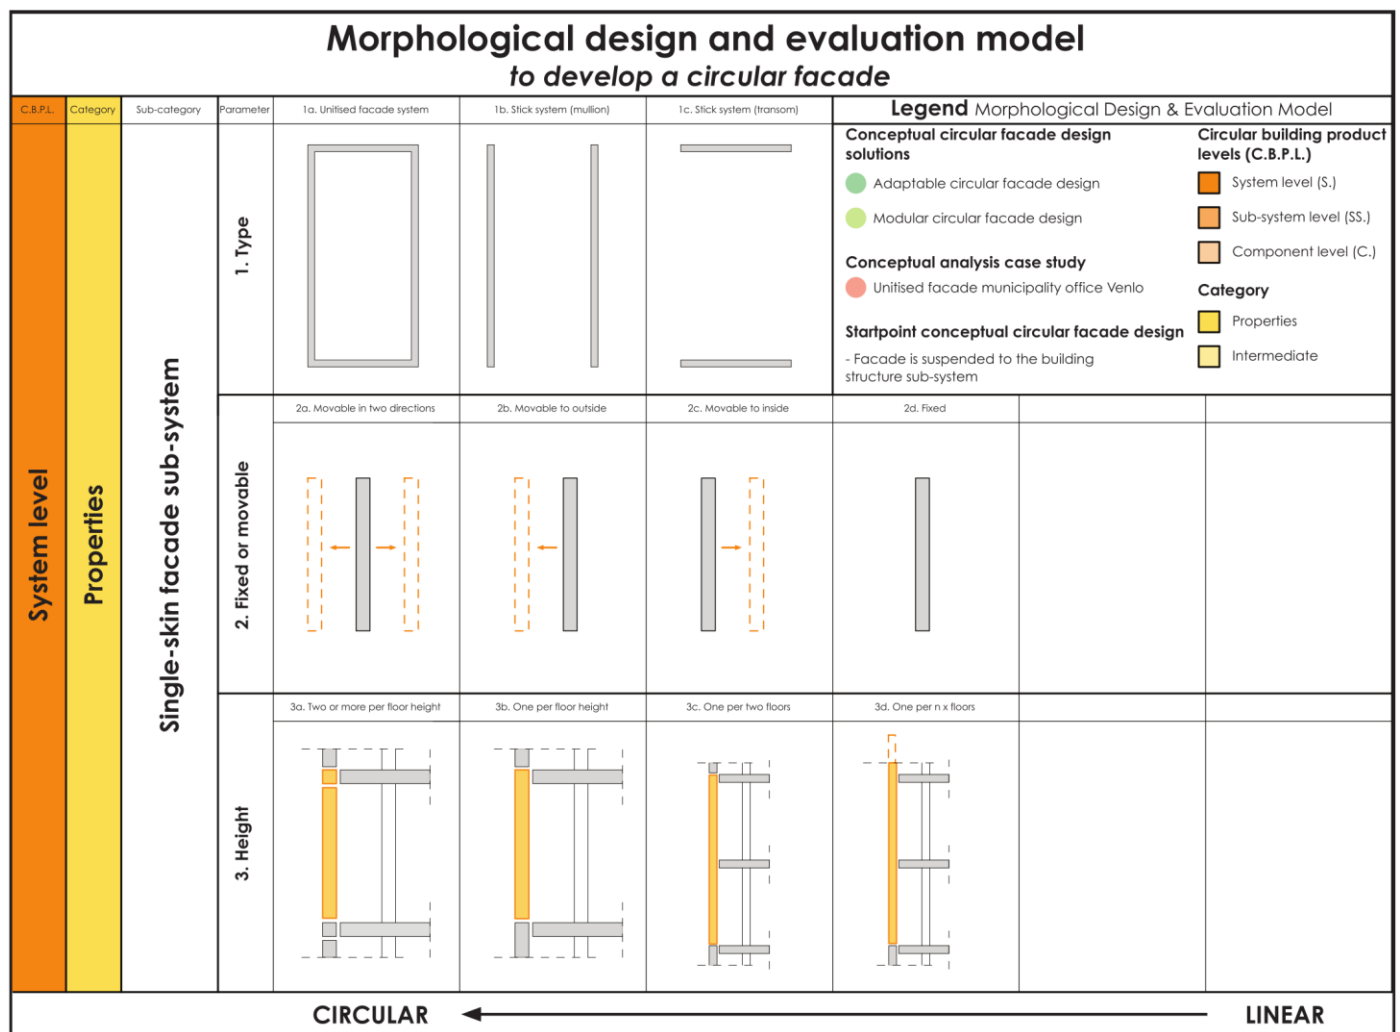 Morphological design and evaluation model
to develop a circular facade
C.B.P.L.
Category
Sub-category
Parameter
1a. Unitised facade system
1b. Stick system (mullion)
1c. Stick system (transom)
Legend Morphological Design & Evaluation Model
Conceptual circular facade design
solutions
Adaptable circular facade design
Modular circular facade design
Conceptual analysis case study
Unitised facade municipality office Venlo
Startpoint conceptual circular facade design
- Facade is suspended to the building
structure sub-system
Circular building product
levels (C.B.P.L.)
System level (S.)
Sub-system level (SS.)
Component level (C.)
Category
Properties
Intermediate
System level
Properties
Single-skin facade sub-system
1. Type
2a. Movable in two directions
2b. Movable to outside
2c. Movable to inside
2d. Fixed
2. Fixed or movable
3a. Two or more per floor height
3b. One per floor height
3c. One per two floors
3d. One per n x floors
3. Height
CIRCULAR
LINEAR